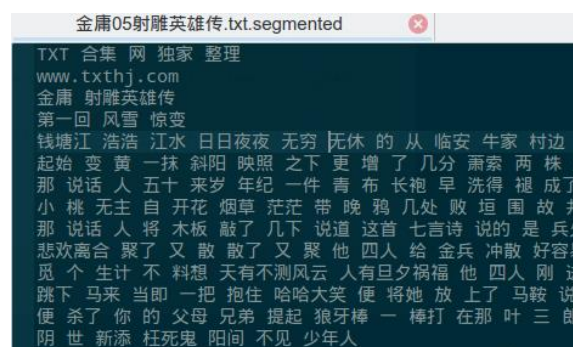 金庸05射雕英雄传.txt.segmented
TXT 合集 网 独家 整理
www.txthj.com
金庸 射雕英雄传
第一回 风雪 惊变
钱塘江 浩浩 江水 日日夜夜 无穷 无休 的 从 临安 牛家 村边
起始 变 黄 一抹 斜阳 映照 之下 更 增 了 几分 萧索 两 株
那 说话 人 五十 来岁 年纪 一件 青 布 长袍 早 洗得 褪 成了
小 桃 无主 自 开花 烟草 茫茫 带 晚 鸦 几处 败 垣 围 故
那 说话 人 将 木板 敲了 几下 说道 这首 七言诗 说的 是 兵
悲欢离合 聚了 又 散 散了 又 聚 他 四人 给 金兵 冲散 好容
觅 个 生计 不 料想 天有不测风云 人有旦夕祸福 他 四人 刚
跳下 马来 当即 一把 抱住 哈哈大笑 便 将她 放 上了 马鞍 说
便 杀了 你 的 父母 兄弟 提起 狼牙棒 一 棒打 在那 叶 三
阴 世 新添 枉死鬼 阳间 不见 少年人